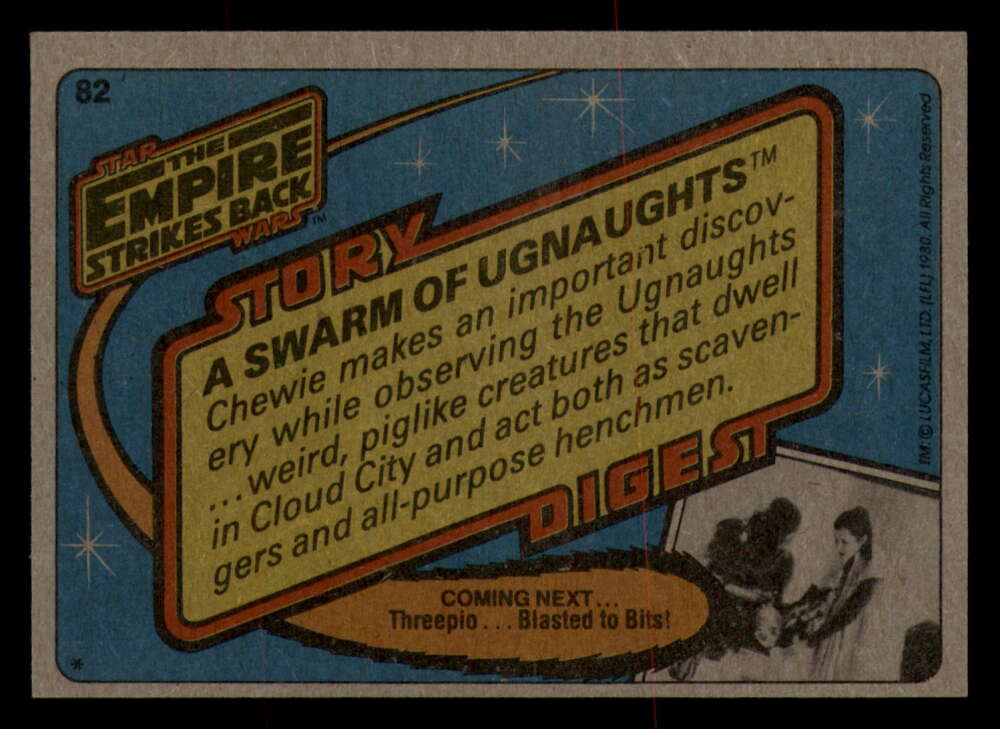 82
STAR
THE
EMPIRE
STRIKES BACK
WARS™
STORY
A SWARM OF UGNAUGHTS™
Chewie makes an important discov-
ery while observing the Ugnaughts
...weird, piglike creatures that dwell
in Cloud City and act both as scaven-
gers and all-purpose henchmen.
DIGEST
COMING NEXT...
Threepio...Blasted to Bits!
*
TM: © LUCASFILM, LTD. (LFL) 1980. All Rights Reserved